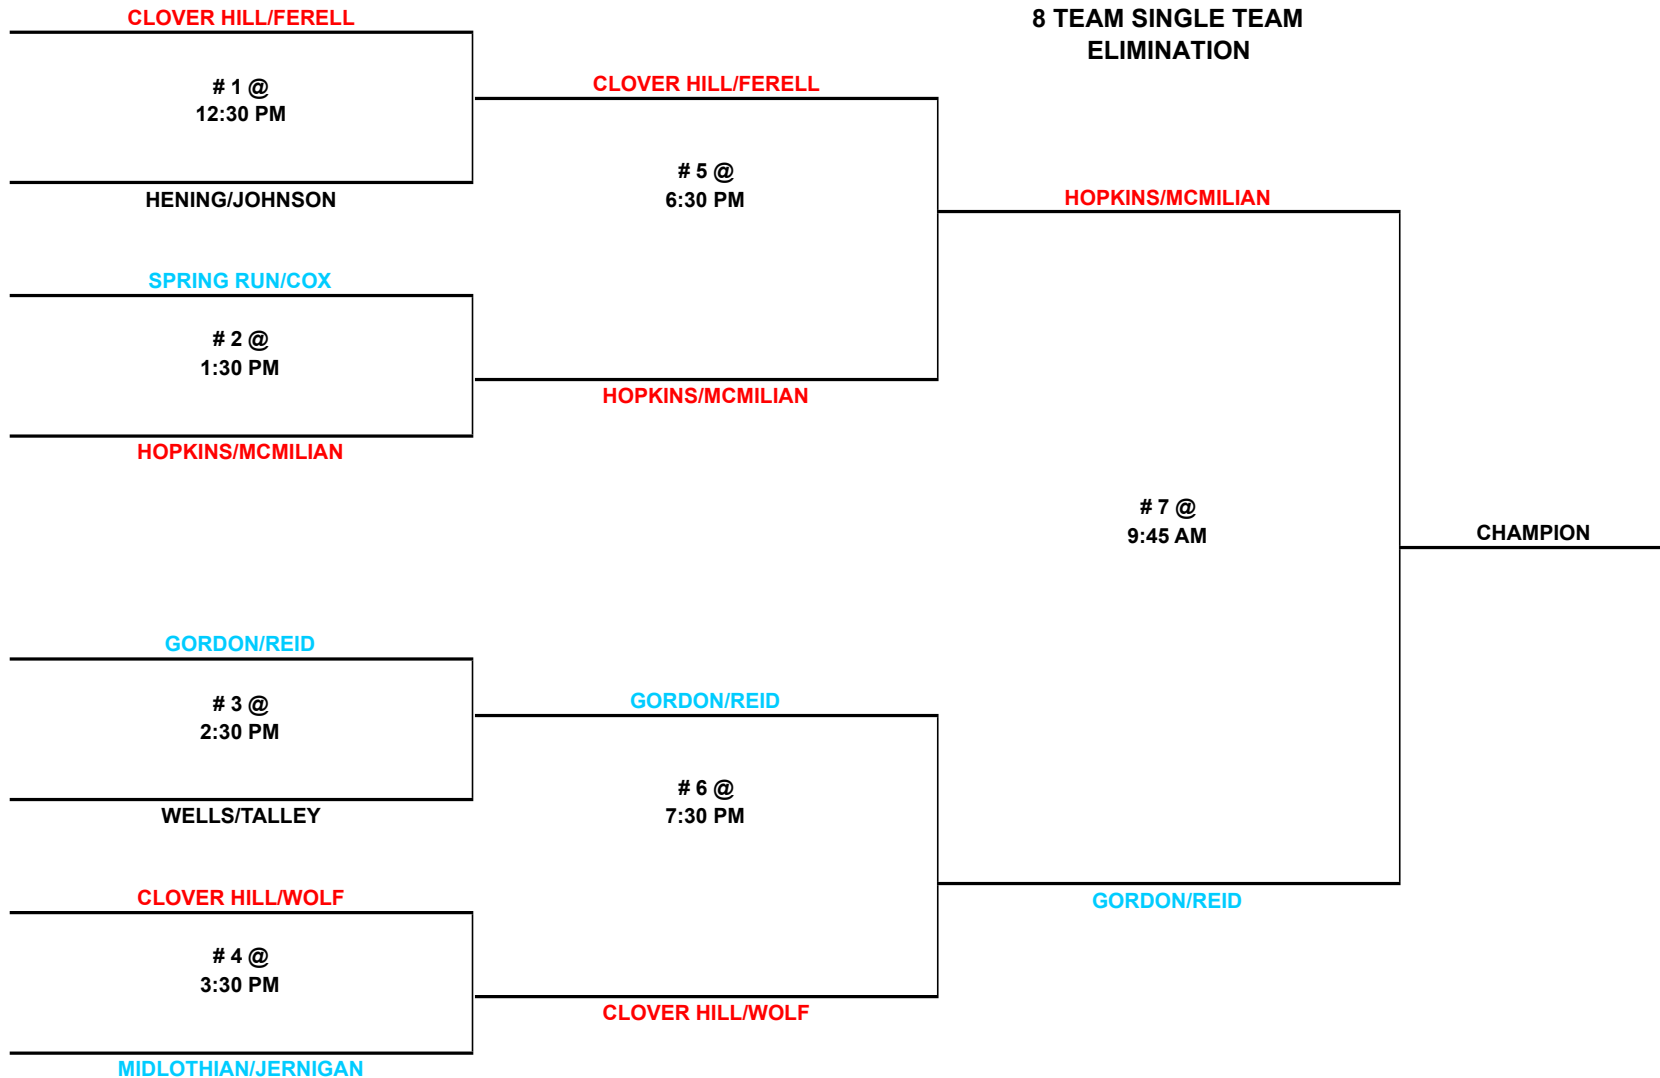 CLOVER HILL/FERELL
8 TEAM SINGLE TEAM
ELIMINATION
# 1 @
12:30 PM
CLOVER HILL/FERELL
HENING/JOHNSON
# 5 @
6:30 PM
HOPKINS/MCMILIAN
SPRING RUN/COX
# 2 @
1:30 PM
HOPKINS/MCMILIAN
HOPKINS/MCMILIAN
# 7 @
9:45 AM
CHAMPION
GORDON/REID
# 3 @
2:30 PM
GORDON/REID
WELLS/TALLEY
# 6 @
7:30 PM
CLOVER HILL/WOLF
GORDON/REID
# 4 @
3:30 PM
CLOVER HILL/WOLF
MIDLOTHIAN/JERNIGAN